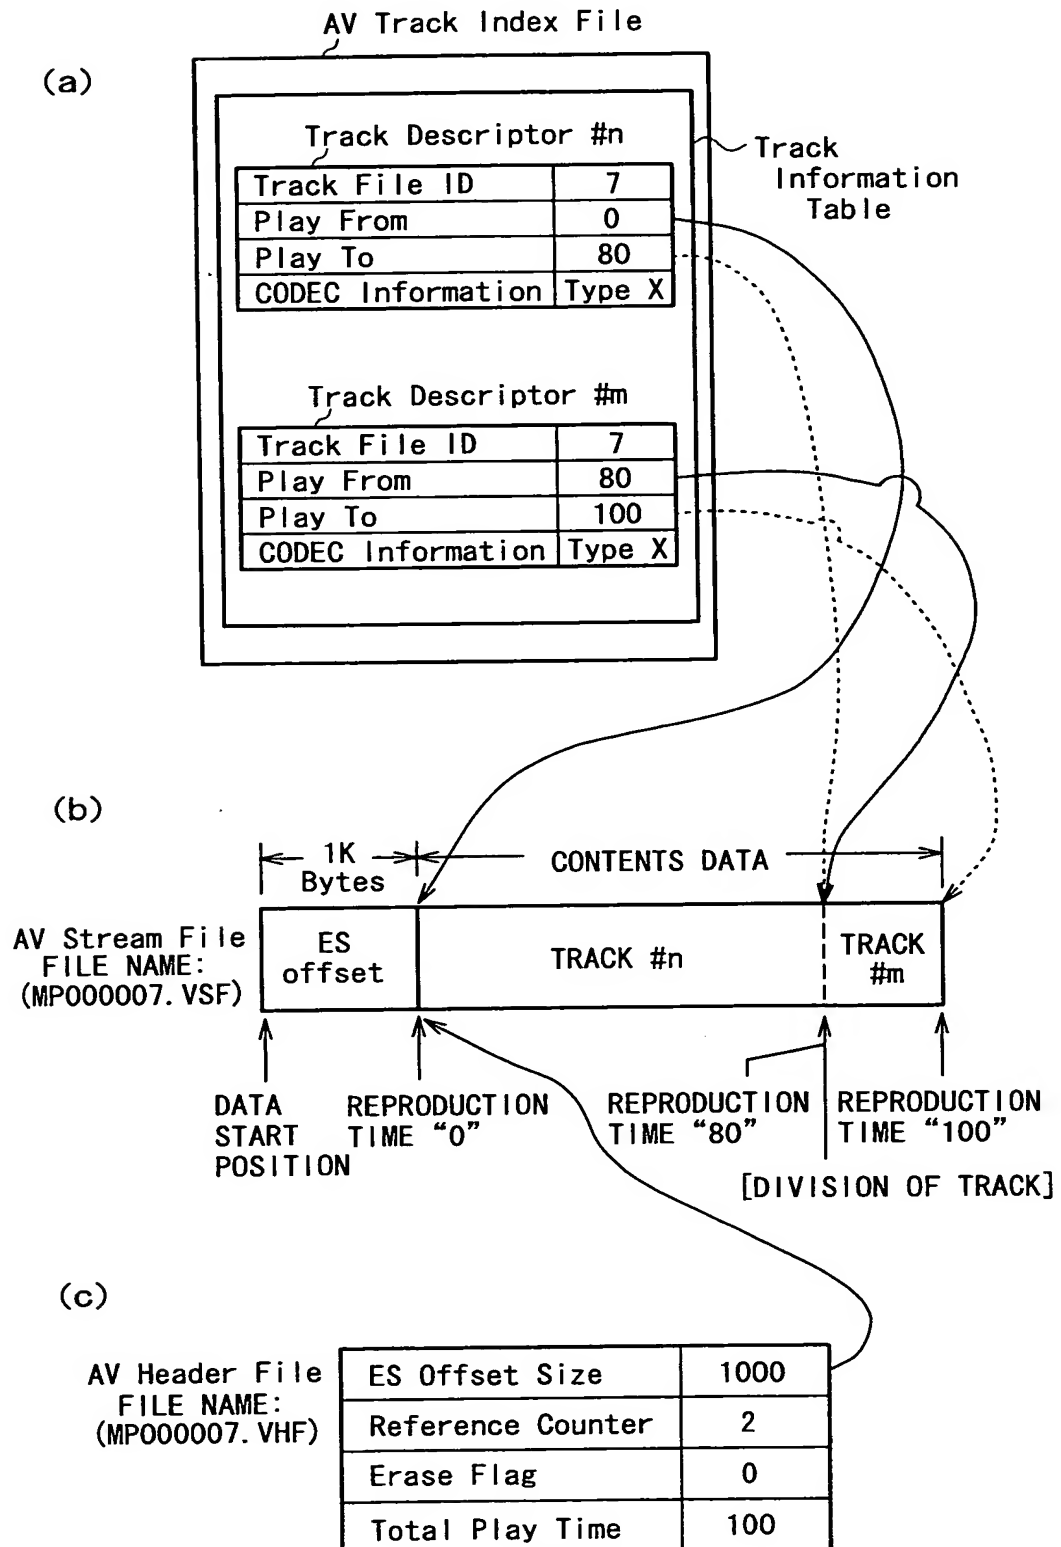 AV Track Index File
(a)
Track Descriptor #n
Track
Information
Table
Track File ID 7
Play From 0
Play To 80
CODEC Information Type X
Track Descriptor #m
Track File ID 7
Play From 80
Play To 100
CODEC Information Type X
(b)
1K
Bytes
CONTENTS DATA
AV Stream File
FILE NAME:
(MP000007.VSF)
ES
offset
TRACK #n
TRACK
#m
DATA
START
POSITION
REPRODUCTION
TIME “0”
REPRODUCTION
TIME “80”
REPRODUCTION
TIME “100”
[DIVISION OF TRACK]
(c)
AV Header File
FILE NAME:
(MP000007.VHF)
ES Offset Size 1000
Reference Counter 2
Erase Flag 0
Total Play Time 100